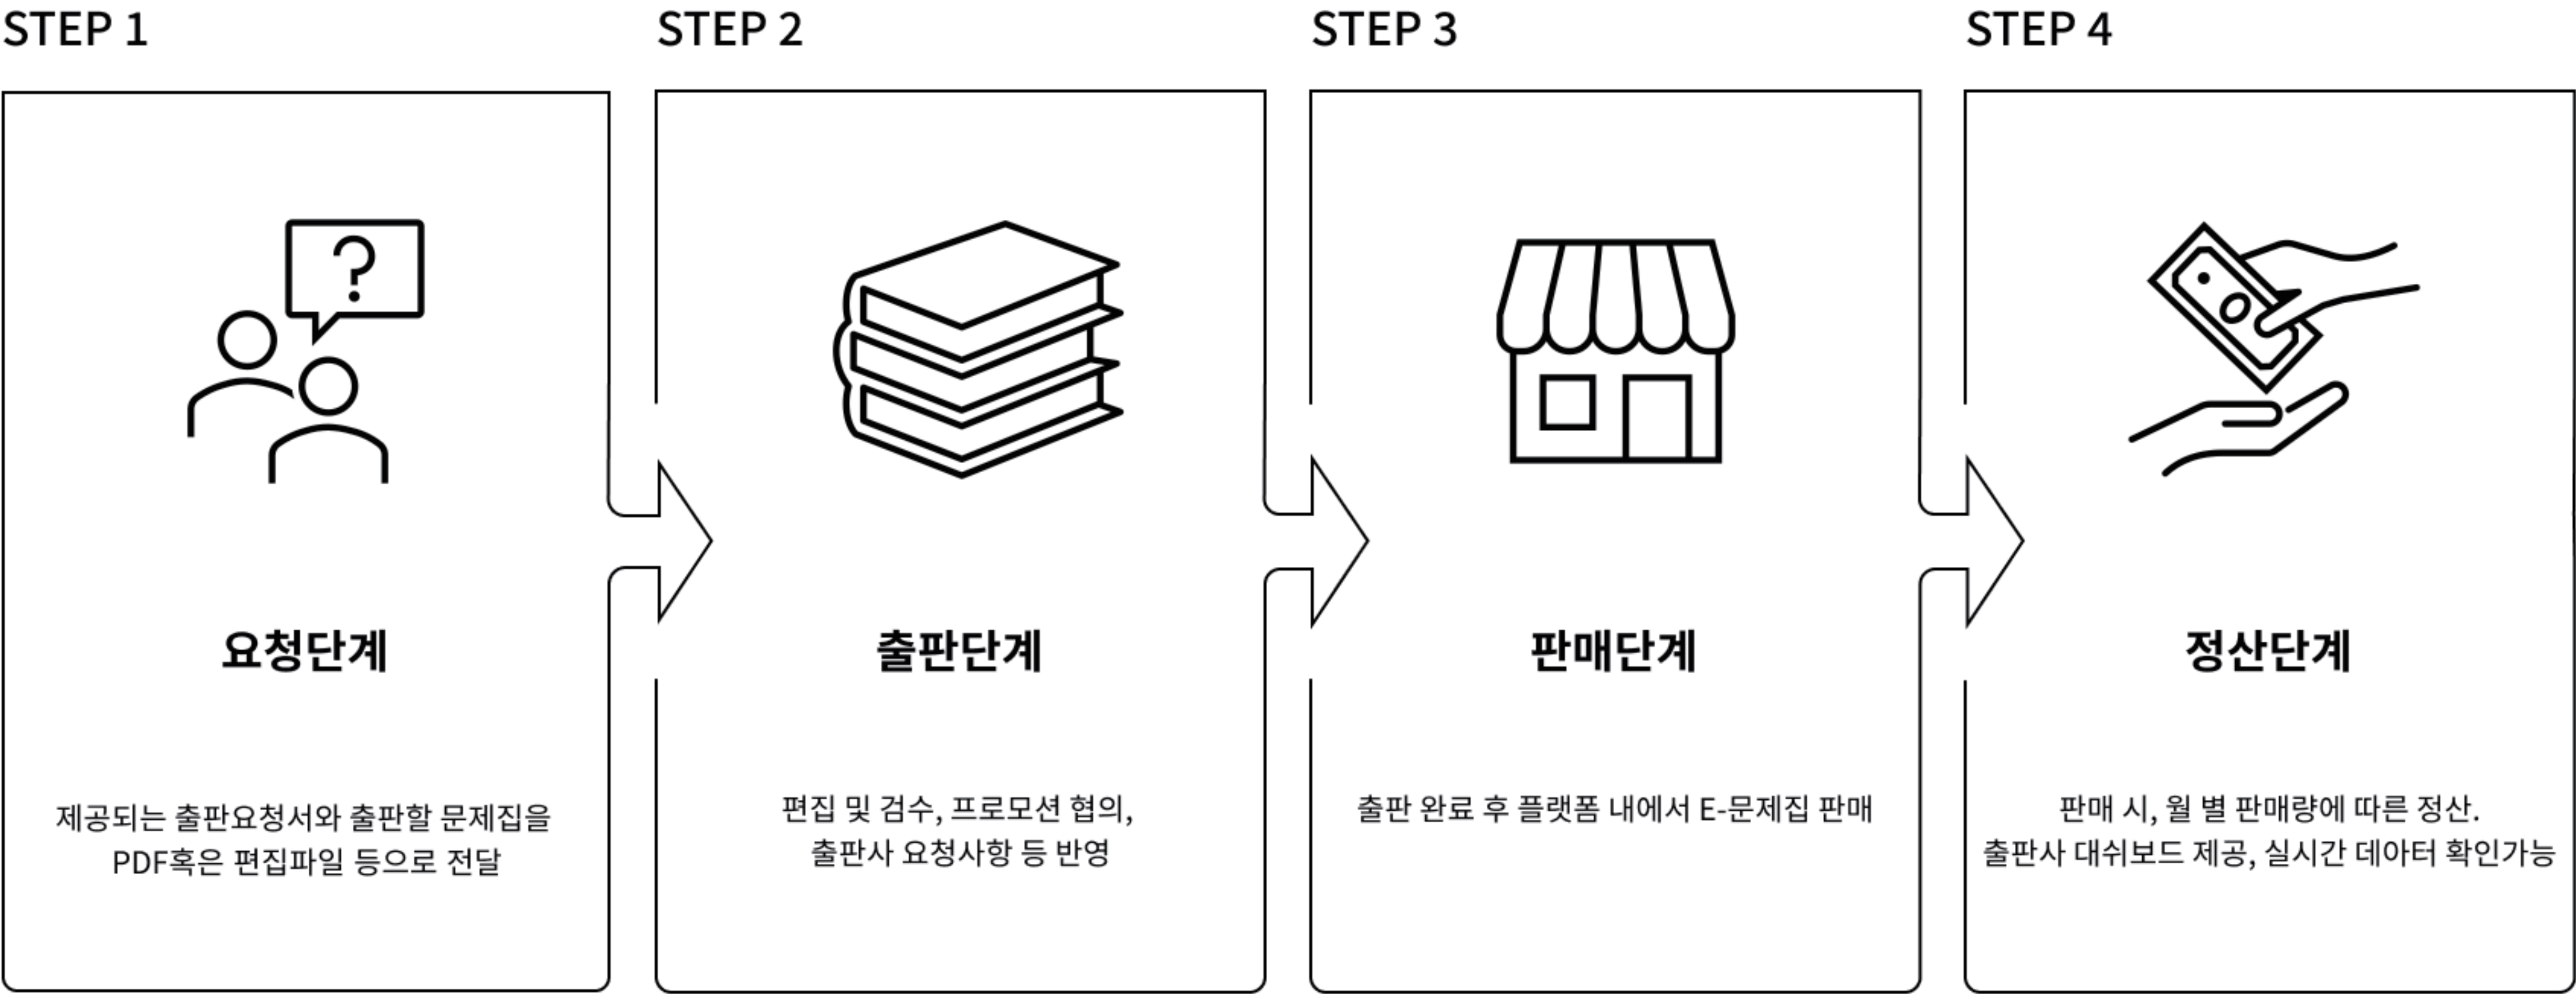 STEP 1
STEP 2
STEP 3
STEP 4
?
요청단계
제공되는 출판요청서와 출판할 문제집을
PDF혹은 편집파일 등으로 전달
출판단계
편집 및 검수, 프로모션 협의,
출판사 요청사항 등 반영
판매단계
출판 완료 후 플랫폼 내에서 E-문제집 판매
정산단계
판매 시, 월 별 판매량에 따른 정산.
출판사 대쉬보드 제공, 실시간 데아터 확인가능